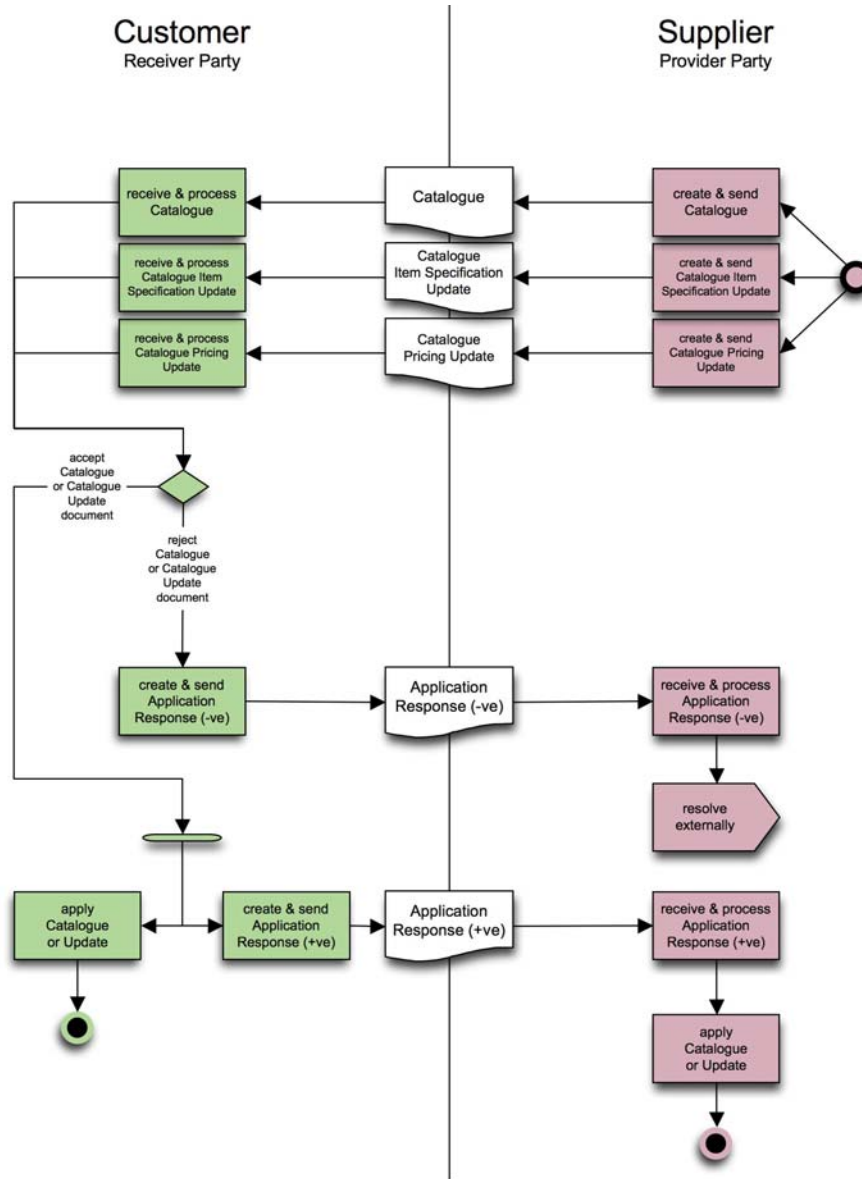 Customer
Receiver Party
Supplier
Provider Party
receive & process
Catalogue
Catalogue
create & send
Catalogue
receive & process
Catalogue Item
Specification Update
Catalogue
Item Specification
Update
create & send
Catalogue Item
Specification Update
receive & process
Catalogue Pricing
Update
Catalogue
Pricing Update
create & send
Catalogue Pricing
Update
accept
Catalogue
or Catalogue
Update
document
reject
Catalogue
or Catalogue
Update
document
create & send
Application
Response (-ve)
Application
Response (-ve)
receive & process
Application
Response (-ve)
resolve
externally
apply
Catalogue
or Update
create & send
Application
Response (+ve)
Application
Response (+ve)
receive & process
Application
Response (+ve)
apply
Catalogue
or Update